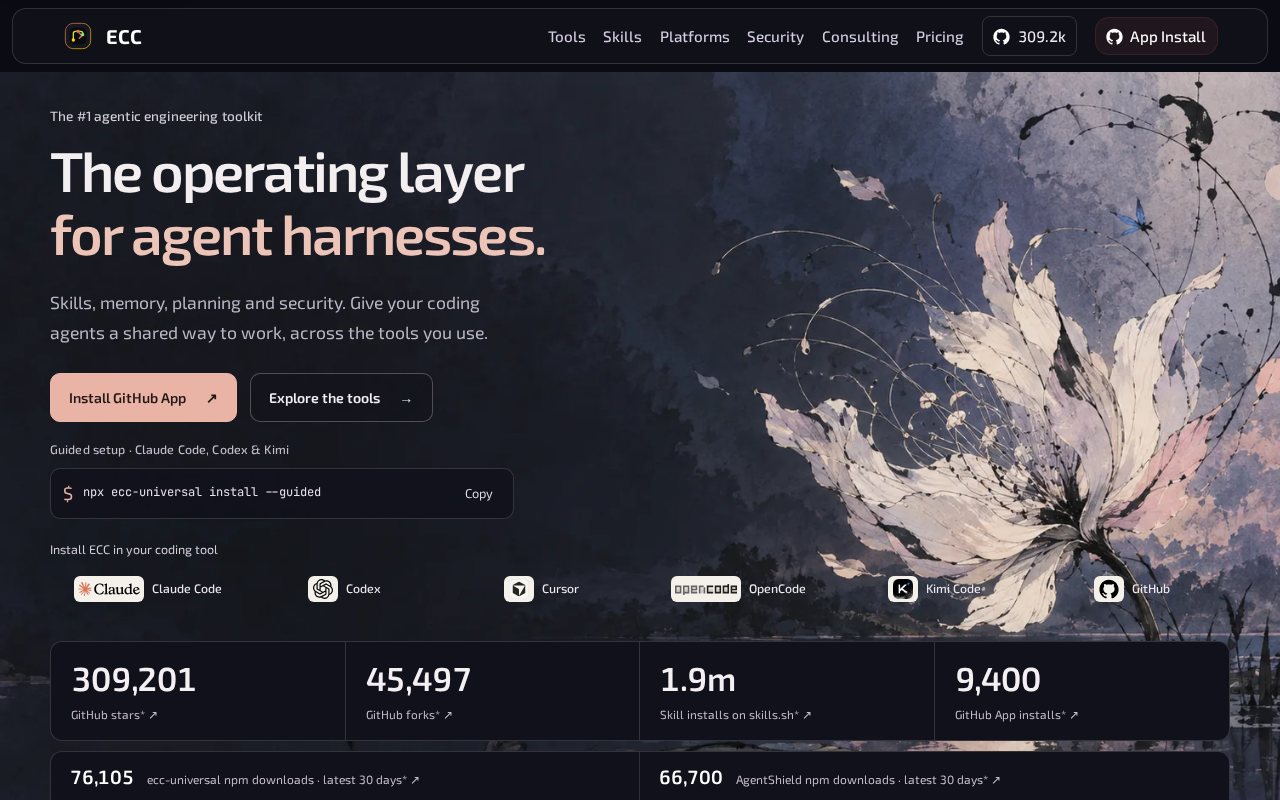 ECC
Tools Skills Platforms Security Consulting Pricing 309.2k App Install
The #1 agentic engineering toolkit
The operating layer
for agent harnesses.
Skills, memory, planning and security. Give your coding
agents a shared way to work, across the tools you use.
Install GitHub App ↗ Explore the tools →
Guided setup · Claude Code, Codex & Kimi
$ npx ecc-universal install --guided Copy
Install ECC in your coding tool
Claude Claude Code Codex Cursor opencode OpenCode K Kimi Code GitHub
309,201 45,497 1.9m 9,400
GitHub stars* ↗ GitHub forks* ↗ Skill installs on skills.sh* ↗ GitHub App installs* ↗
76,105 ecc-universal npm downloads · latest 30 days* ↗ 66,700 AgentShield npm downloads · latest 30 days* ↗